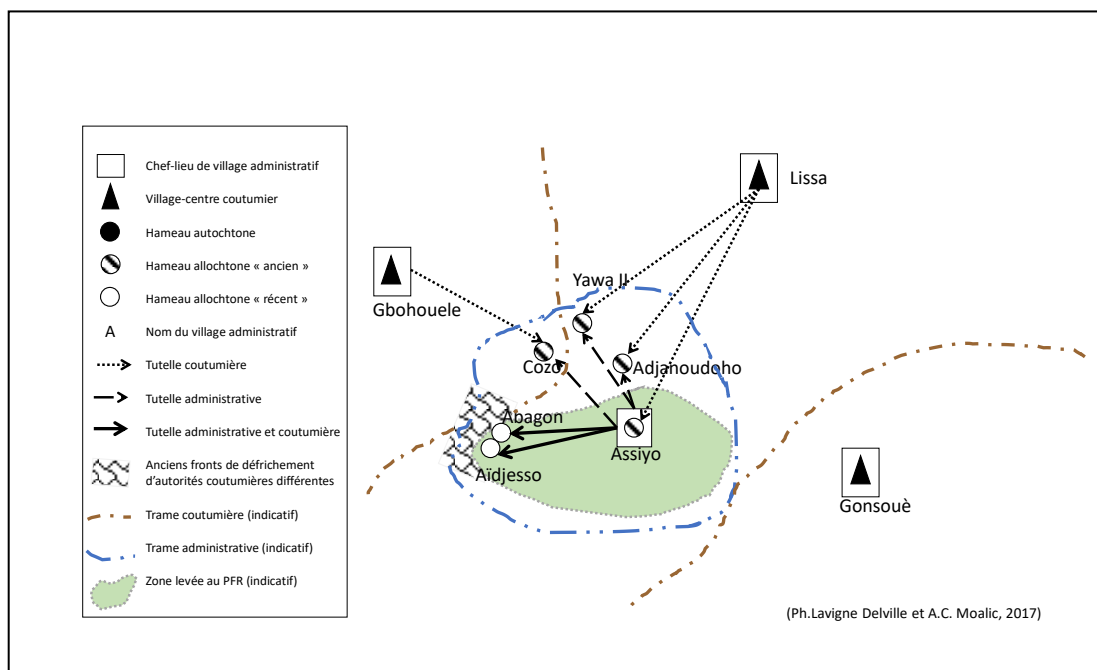 Chef-lieu de village administratif
Village-centre coutumier
Hameau autochtone
Hameau allochtone « ancien »
Hameau allochtone « récent »
A Nom du village administratif
Tutelle coutumière
Tutelle administrative
Tutelle administrative et coutumière
Anciens fronts de défrichement
d'autorités coutumières différentes
Trame coutumière (indicatif)
Trame administrative (indicatif)
Zone levée au PFR (indicatif)
Lissa
Yawa II
Gbohouele
Cozo
Adjanoudoho
Abagon
Assiyo
Aïdjesso
Gonsouè
(Ph.Lavigne Delville et A.C. Moalic, 2017)